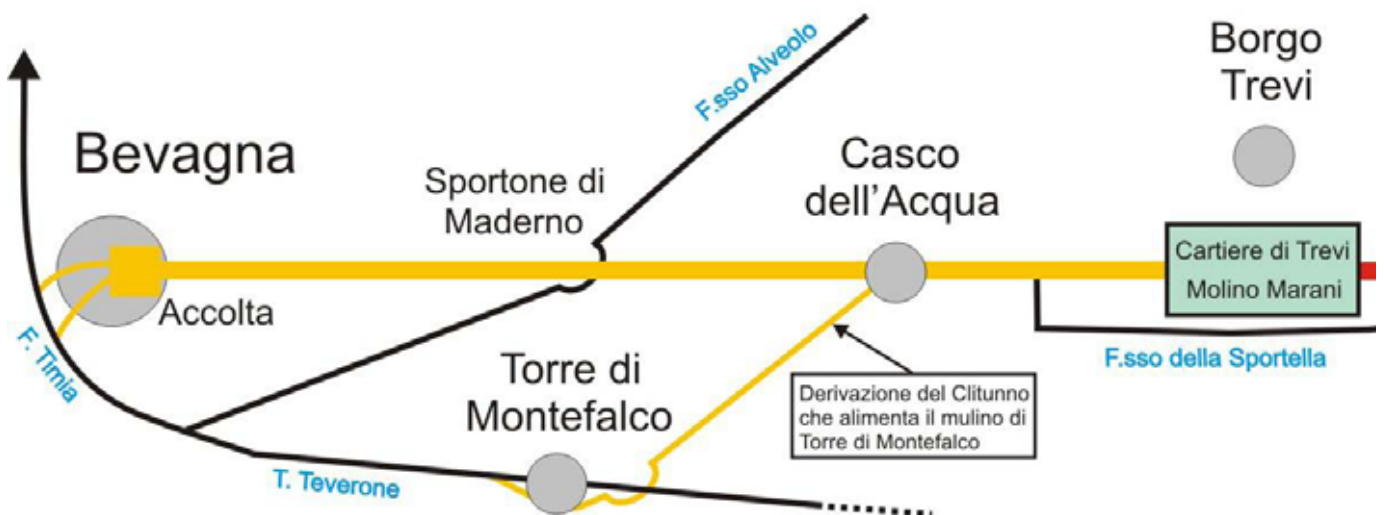 Borgo
Trevi
F.sso Alveolo
Bevagna
Casco
dell'Acqua
Sportone di
Maderno
Cartiere di Trevi
Molino Marani
Accolta
F. Timia
Torre di
Montefalco
F.sso della Sportella
Derivazione del Clitunno
che alimenta il mulino di
Torre di Montefalco
T. Teverone